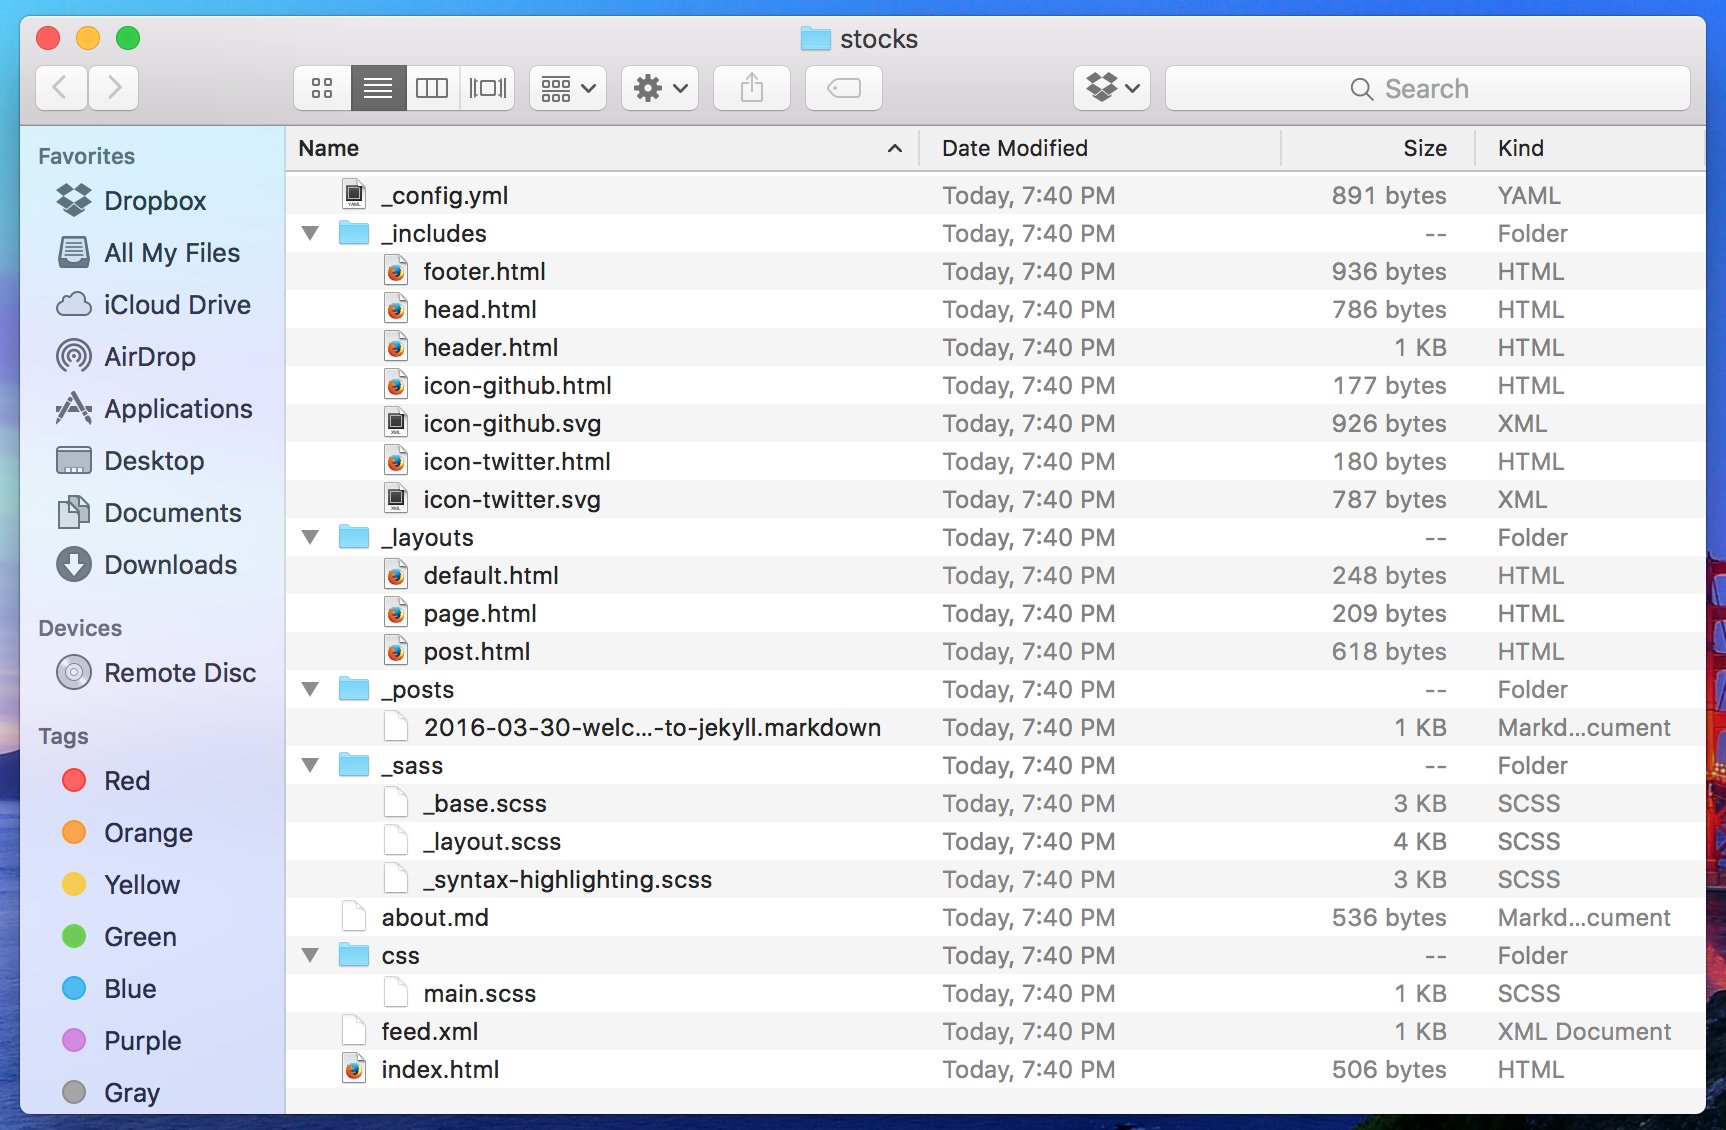 stocks
Search
Favorites
Dropbox
All My Files
iCloud Drive
AirDrop
Applications
Desktop
Documents
Downloads
Devices
Remote Disc
Tags
Red
Orange
Yellow
Green
Blue
Purple
Gray
Name Date Modified Size Kind
_config.yml Today, 7:40 PM 891 bytes YAML
_includes Today, 7:40 PM -- Folder
footer.html Today, 7:40 PM 936 bytes HTML
head.html Today, 7:40 PM 786 bytes HTML
header.html Today, 7:40 PM 1 KB HTML
icon-github.html Today, 7:40 PM 177 bytes HTML
icon-github.svg Today, 7:40 PM 926 bytes XML
icon-twitter.html Today, 7:40 PM 180 bytes HTML
icon-twitter.svg Today, 7:40 PM 787 bytes XML
_layouts Today, 7:40 PM -- Folder
default.html Today, 7:40 PM 248 bytes HTML
page.html Today, 7:40 PM 209 bytes HTML
post.html Today, 7:40 PM 618 bytes HTML
_posts Today, 7:40 PM -- Folder
2016-03-30-welc...-to-jekyll.markdown Today, 7:40 PM 1 KB Markd...cument
_sass Today, 7:40 PM -- Folder
_base.scss Today, 7:40 PM 3 KB SCSS
_layout.scss Today, 7:40 PM 4 KB SCSS
_syntax-highlighting.scss Today, 7:40 PM 3 KB SCSS
about.md Today, 7:40 PM 536 bytes Markd...cument
css Today, 7:40 PM -- Folder
main.scss Today, 7:40 PM 1 KB SCSS
feed.xml Today, 7:40 PM 1 KB XML Document
index.html Today, 7:40 PM 506 bytes HTML